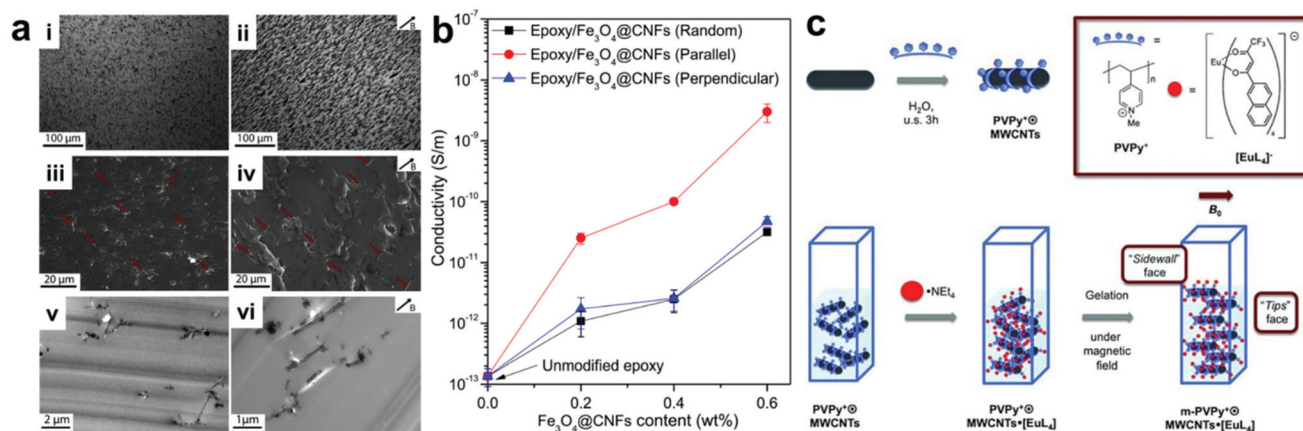 a
i
100 μm
ii
B
100 μm
iii
20 μm
iv
B
20 μm
v
2 μm
vi
B
1μm
b
Epoxy/Fe3O4@CNFs (Random)
Epoxy/Fe3O4@CNFs (Parallel)
Epoxy/Fe3O4@CNFs (Perpendicular)
Conductivity (S/m)
10-7
10-8
10-9
10-10
10-11
10-12
10-13
Unmodified epoxy
0.0 0.2 0.4 0.6
Fe3O4@CNFs content (wt%)
c
H2O,
u.s. 3h
PVPy+⊙
MWCNTs
=
n
N
+
Me
PVPy+
=
CF3
O
Eu
O
4
⊖
[EuL4]-
B0
•NEt4
Gelation
under
magnetic
field
"Sidewall"
face
"Tips"
face
PVPy+⊙
MWCNTs
PVPy+⊙
MWCNTs•[EuL4]
m-PVPy+⊙
MWCNTs•[EuL4]